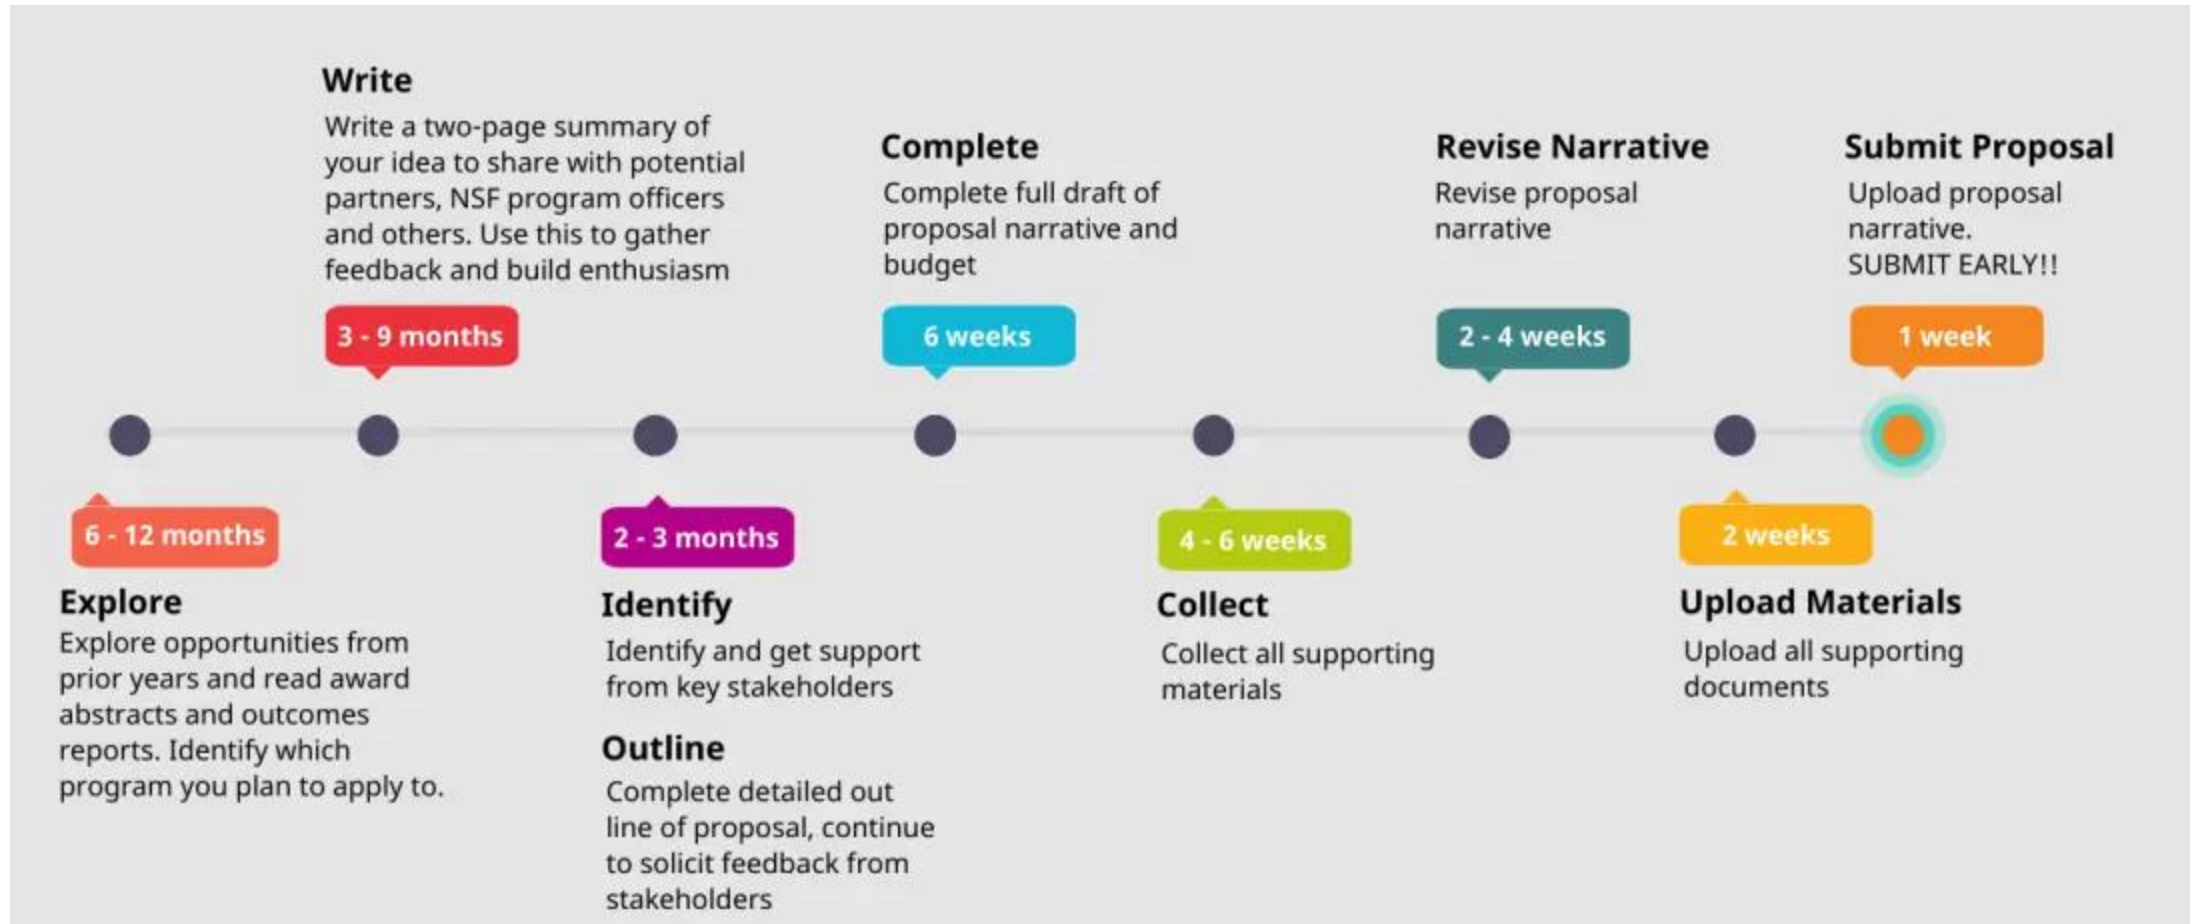 Write
Write a two-page summary of
your idea to share with potential
partners, NSF program officers
and others. Use this to gather
feedback and build enthusiasm
3 - 9 months
Complete
Complete full draft of
proposal narrative and
budget
6 weeks
Revise Narrative
Revise proposal
narrative
2 - 4 weeks
Submit Proposal
Upload proposal
narrative.
SUBMIT EARLY!!
1 week
6 - 12 months
Explore
Explore opportunities from
prior years and read award
abstracts and outcomes
reports. Identify which
program you plan to apply to.
2 - 3 months
Identify
Identify and get support
from key stakeholders
Outline
Complete detailed out
line of proposal, continue
to solicit feedback from
stakeholders
4 - 6 weeks
Collect
Collect all supporting
materials
2 weeks
Upload Materials
Upload all supporting
documents